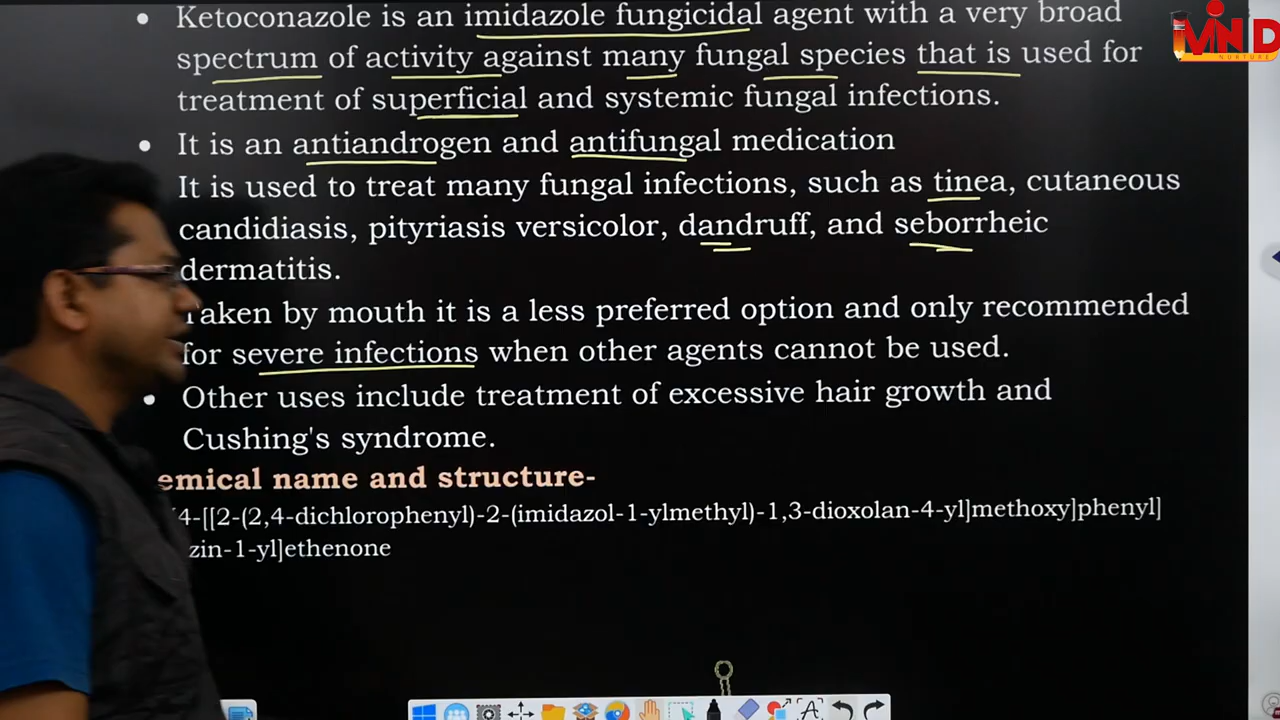 Ketoconazole is an imidazole fungicidal agent with a very broad
spectrum of activity against many fungal species that is used for
treatment of superficial and systemic fungal infections.
It is an antiandrogen and antifungal medication
It is used to treat many fungal infections, such as tinea, cutaneous
candidiasis, pityriasis versicolor, dandruff, and seborrheic
dermatitis.
Taken by mouth it is a less preferred option and only recommended
for severe infections when other agents cannot be used.
Other uses include treatment of excessive hair growth and
Cushing's syndrome.
emical name and structure-
4-[[2-(2,4-dichlorophenyl)-2-(imidazol-1-ylmethyl)-1,3-dioxolan-4-yl]methoxy]phenyl]
zin-1-yl]ethenone
MIND
NURTURE